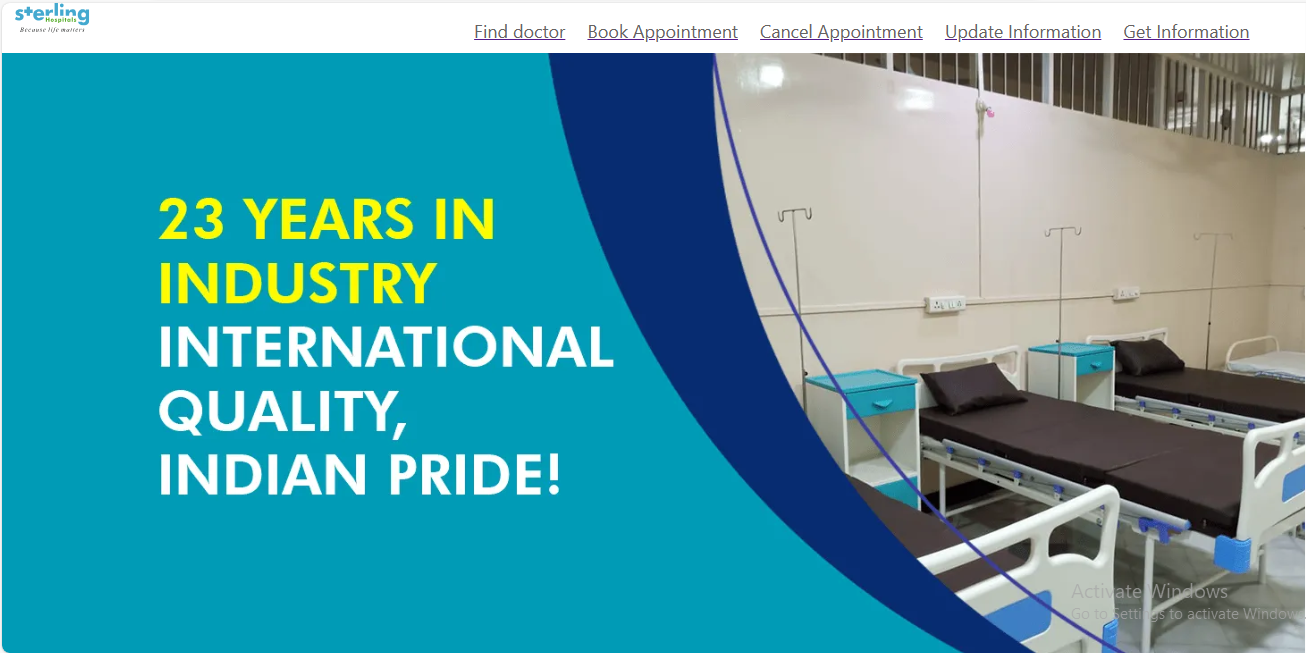 sterling
Hospitals
Because life matters
Find doctor Book Appointment Cancel Appointment Update Information Get Information
23 YEARS IN
INDUSTRY
INTERNATIONAL
QUALITY,
INDIAN PRIDE!
Activate Windows
Go to Settings to activate Window